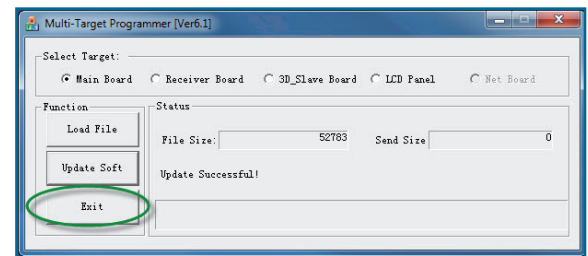 Multi-Target Programmer [Ver6.1]
Select Target:
Main Board Receiver Board 3D_Slave Board LCD Panel Net Board
Function
Status
Load File
File Size: 52783 Send Size 0
Update Soft
Update Successful!
Exit